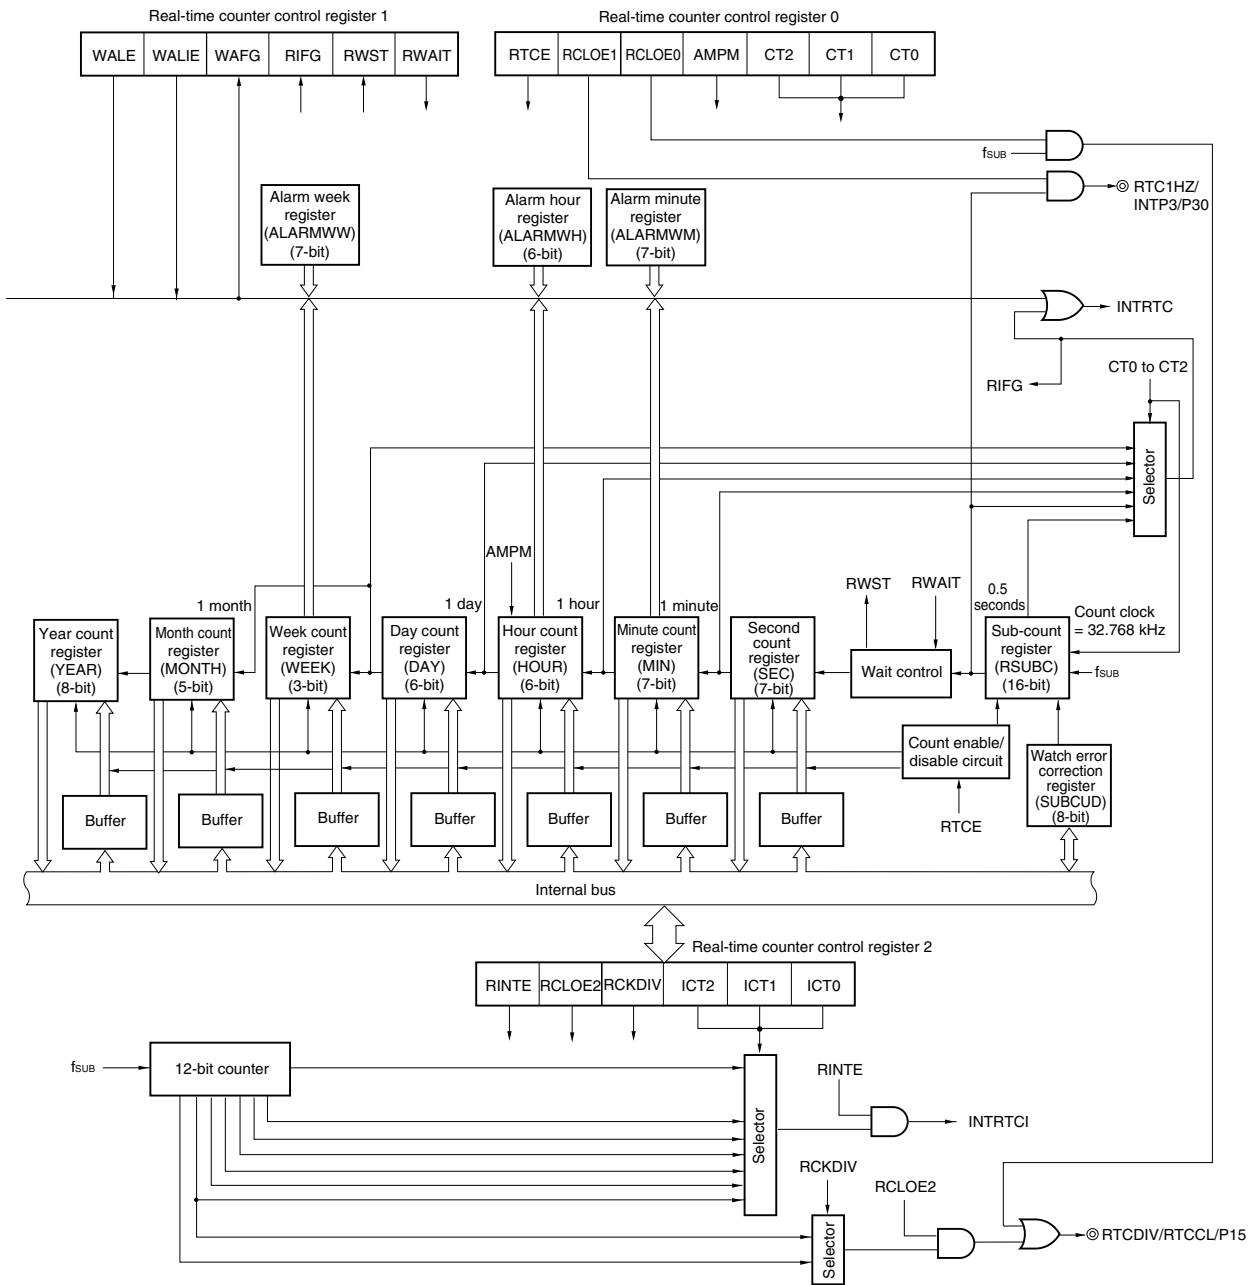 Real-time counter control register 1
Real-time counter control register 0
WALE WALIE WAFG RIFG RWST RWAIT
RTCE RCLOE1 RCLOE0 AMPM CT2 CT1 CT0
fSUB
RTC1HZ/
INTP3/P30
Alarm week
register
(ALARMWW)
(7-bit)
Alarm hour
register
(ALARMWH)
(6-bit)
Alarm minute
register
(ALARMWM)
(7-bit)
INTRTC
RIFG
CT0 to CT2
Selector
AMPM
RWST
RWAIT
0.5
seconds
Count clock
= 32.768 kHz
1 month
1 day
1 hour
1 minute
Year count
register
(YEAR)
(8-bit)
Month count
register
(MONTH)
(5-bit)
Week count
register
(WEEK)
(3-bit)
Day count
register
(DAY)
(6-bit)
Hour count
register
(HOUR)
(6-bit)
Minute count
register
(MIN)
(7-bit)
Second
count
register
(SEC)
(7-bit)
Wait control
Sub-count
register
(RSUBC)
(16-bit)
fSUB
Count enable/
disable circuit
RTCE
Watch error
correction
register
(SUBCUD)
(8-bit)
Buffer
Buffer
Buffer
Buffer
Buffer
Buffer
Buffer
Internal bus
Real-time counter control register 2
RINTE RCLOE2 RCKDIV ICT2 ICT1 ICT0
fSUB
12-bit counter
Selector
RINTE
INTRTCI
RCKDIV
Selector
RCLOE2
RTCDIV/RTCCL/P15